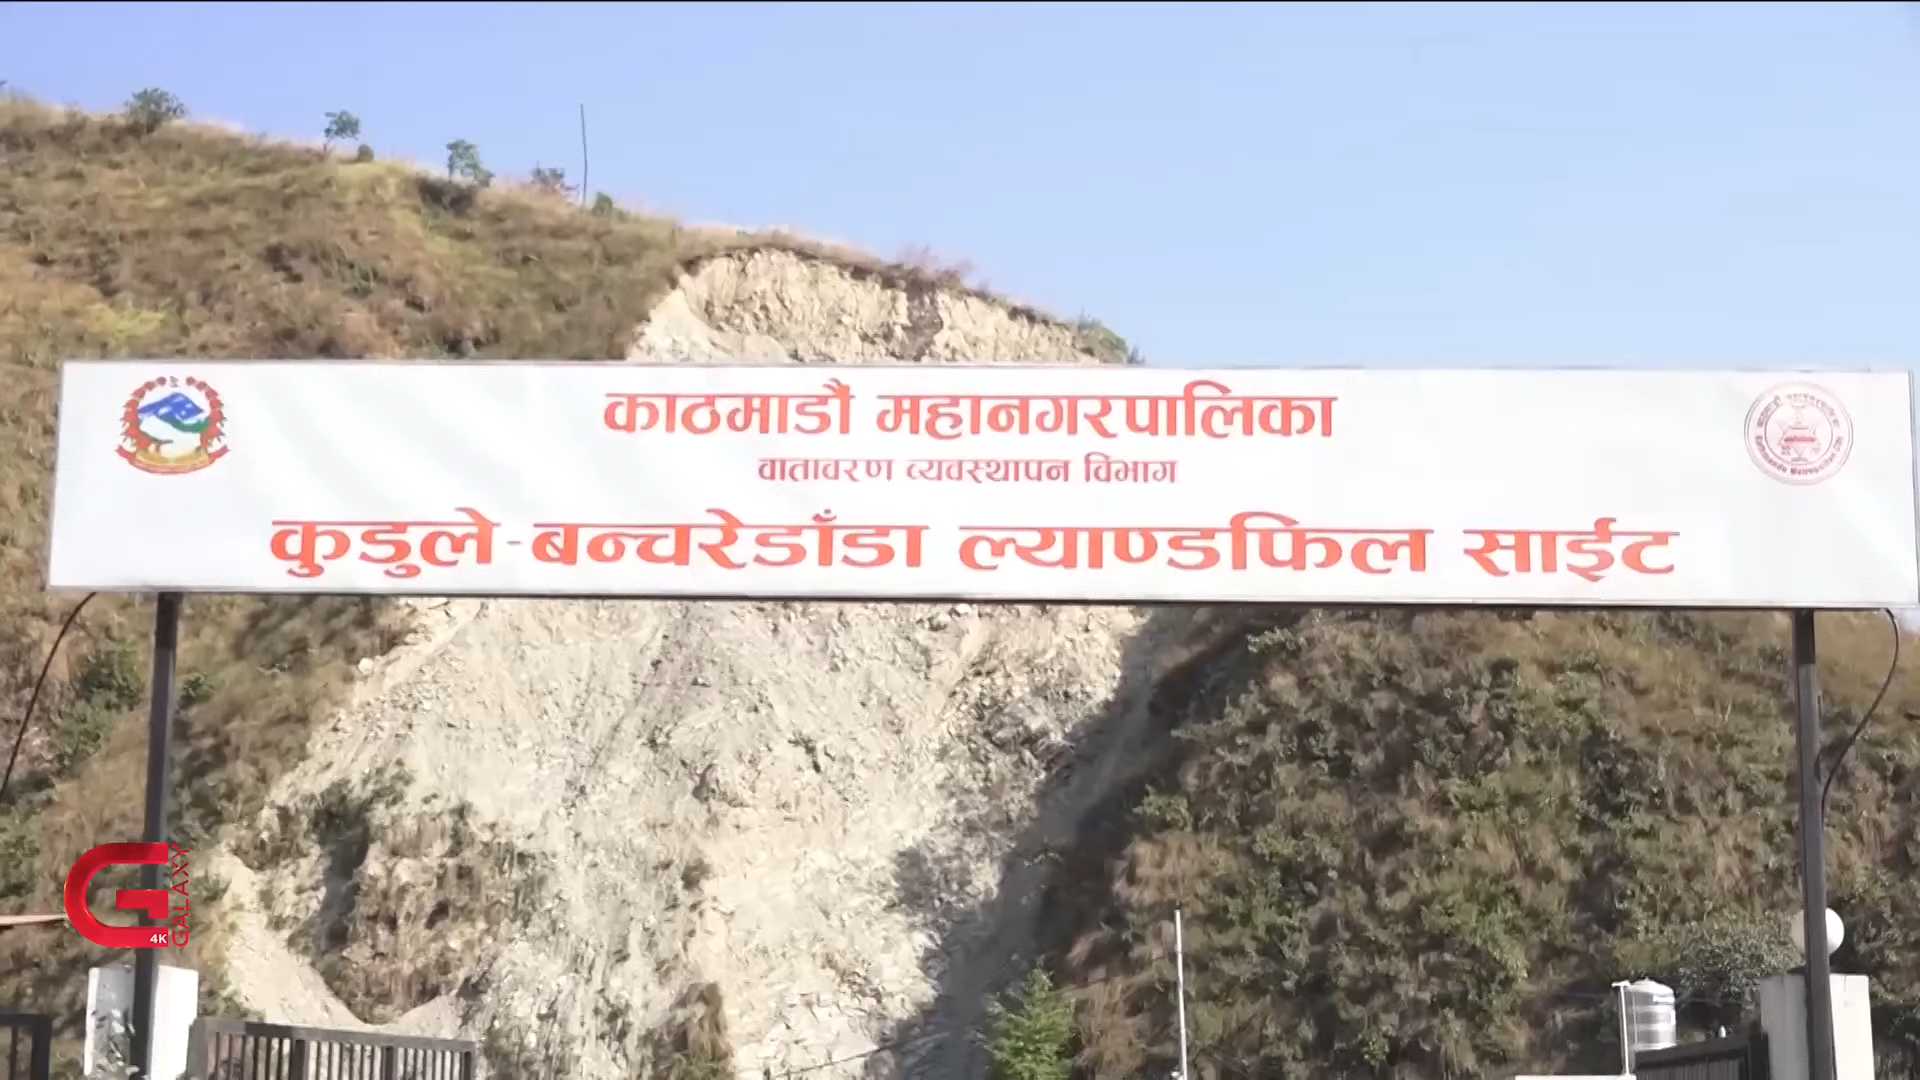 काठमाडौं महानगरपालिका
वातावरण व्यवस्थापन विभाग
कुडुले-बन्चरेडाँडा ल्याण्डफिल साईट
G GALAXY
4K